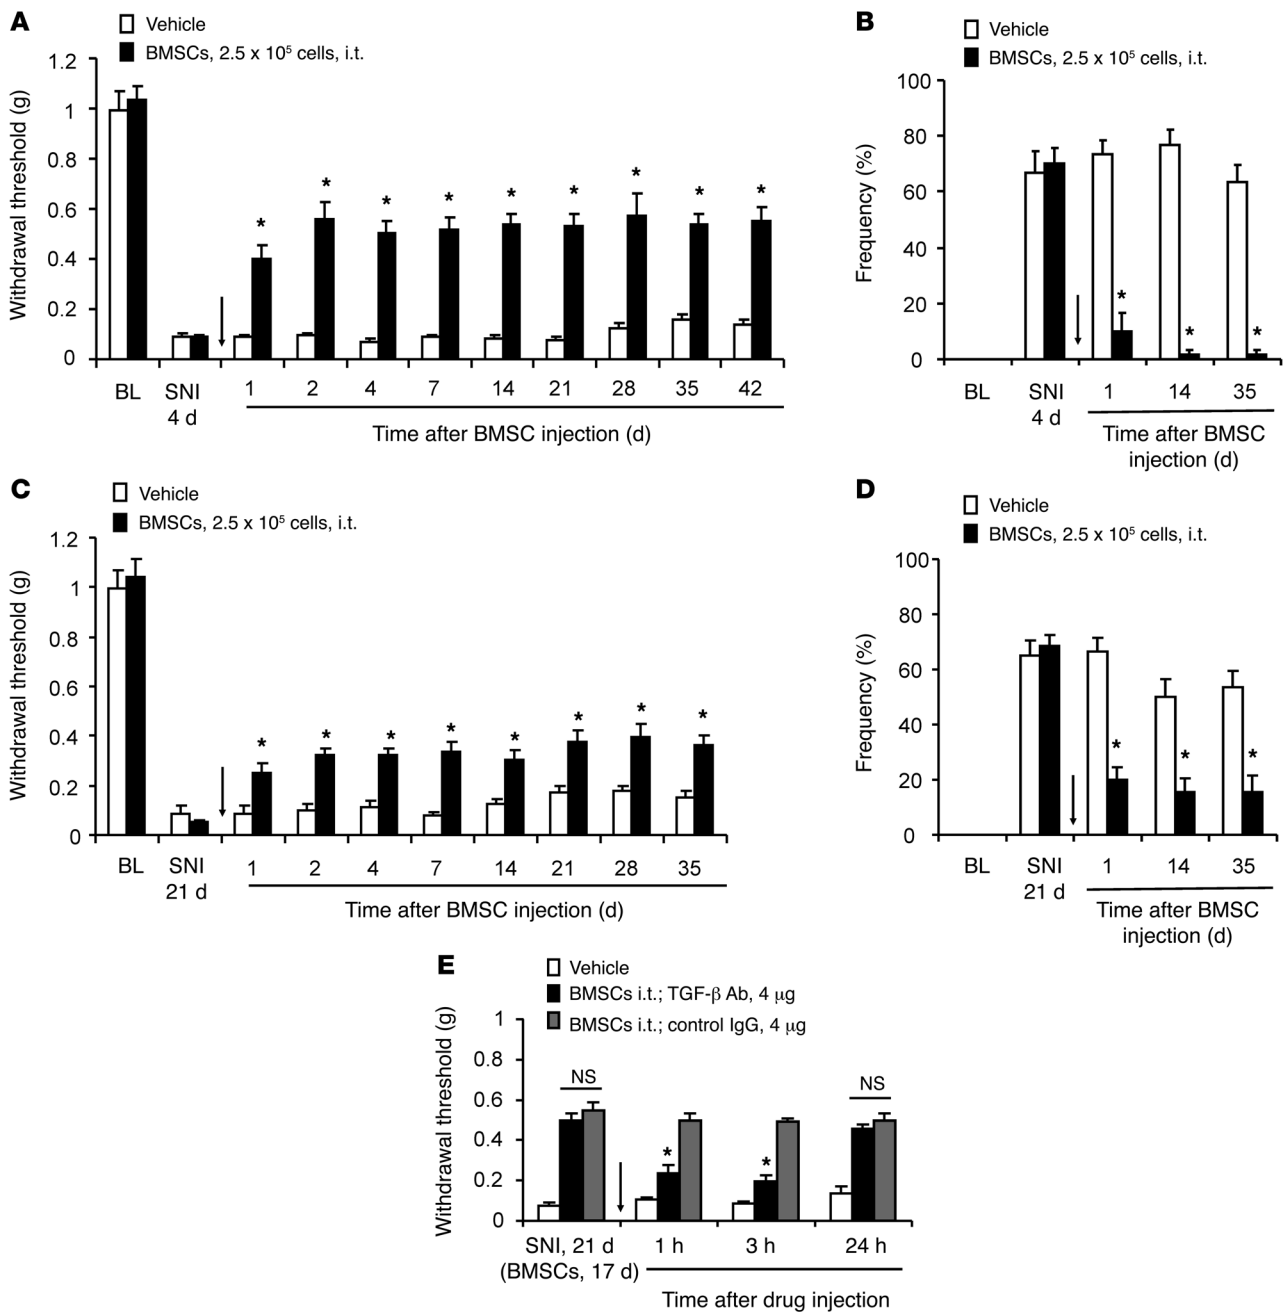 A
Vehicle
BMSCs, 2.5 x 10⁵ cells, i.t.
Withdrawal threshold (g)
1.2
1
0.8
0.6
0.4
0.2
0
* * * * * * * * *
BL SNI 1 2 4 7 14 21 28 35 42
4 d
Time after BMSC injection (d)
B
Vehicle
BMSCs, 2.5 x 10⁵ cells, i.t.
Frequency (%)
100
80
60
40
20
0
* * *
BL SNI 1 14 35
4 d
Time after BMSC
injection (d)
C
Vehicle
BMSCs, 2.5 x 10⁵ cells, i.t.
Withdrawal threshold (g)
1.2
1
0.8
0.6
0.4
0.2
0
* * * * * * * *
BL SNI 1 2 4 7 14 21 28 35
21 d
Time after BMSC injection (d)
D
Vehicle
BMSCs, 2.5 x 10⁵ cells, i.t.
Frequency (%)
100
80
60
40
20
0
* * *
BL SNI 1 14 35
21 d
Time after BMSC
injection (d)
E
Vehicle
BMSCs i.t.; TGF-β Ab, 4 μg
BMSCs i.t.; control IgG, 4 μg
Withdrawal threshold (g)
1
0.8
0.6
0.4
0.2
0
NS * * NS
SNI, 21 d 1 h 3 h 24 h
(BMSCs, 17 d)
Time after drug injection